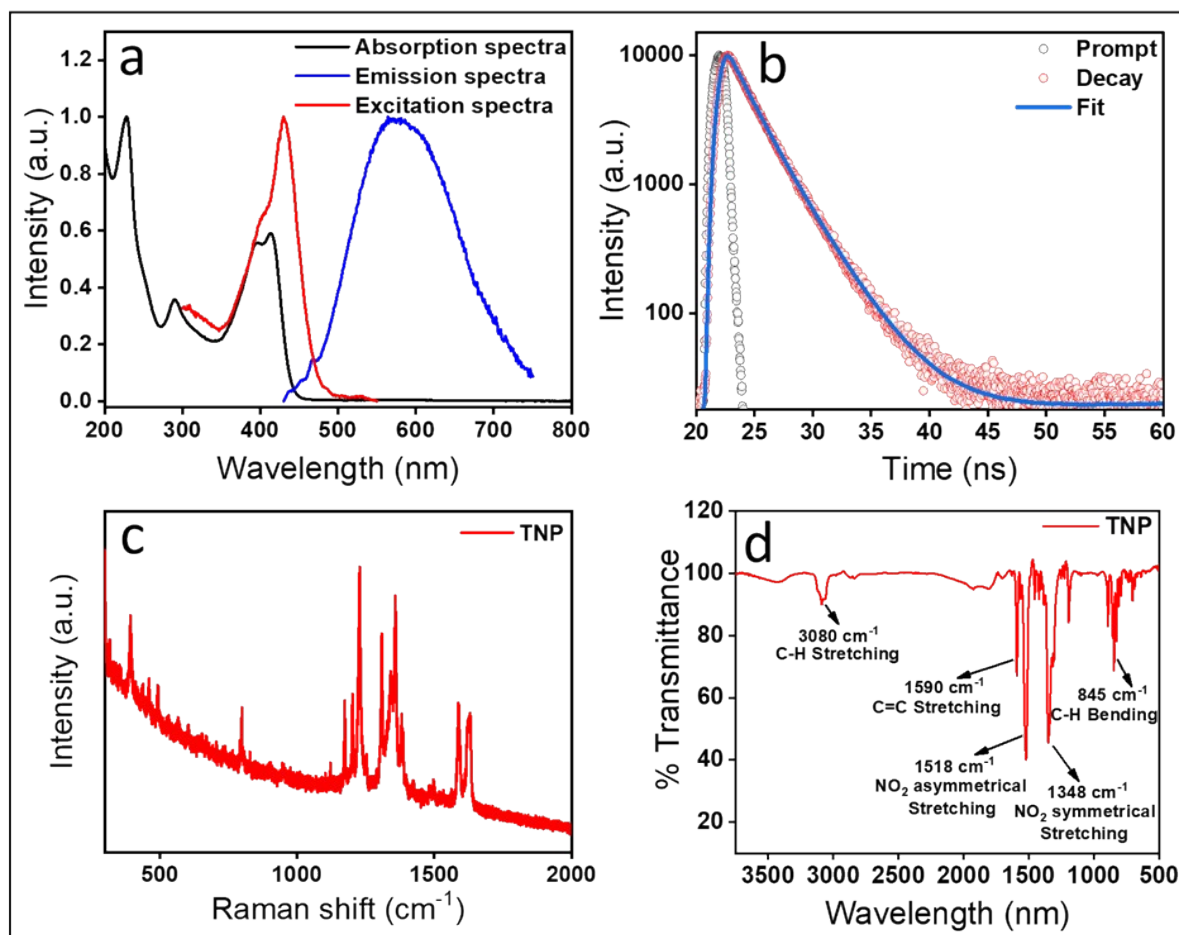 a
Absorption spectra
Emission spectra
Excitation spectra
Intensity (a.u.)
1.2
1.0
0.8
0.6
0.4
0.2
0.0
200 300 400 500 600 700 800
Wavelength (nm)
b
Prompt
Decay
Fit
Intensity (a.u.)
10000
1000
100
20 25 30 35 40 45 50 55 60
Time (ns)
c
TNP
Intensity (a.u.)
500 1000 1500 2000
Raman shift (cm⁻¹)
d
TNP
% Transmittance
120
100
80
60
40
20
3080 cm⁻¹
C-H Stretching
1590 cm⁻¹
C=C Stretching
845 cm⁻¹
C-H Bending
1518 cm⁻¹
NO₂ asymmetrical
Stretching
1348 cm⁻¹
NO₂ symmetrical
Stretching
3500 3000 2500 2000 1500 1000 500
Wavelength (nm)